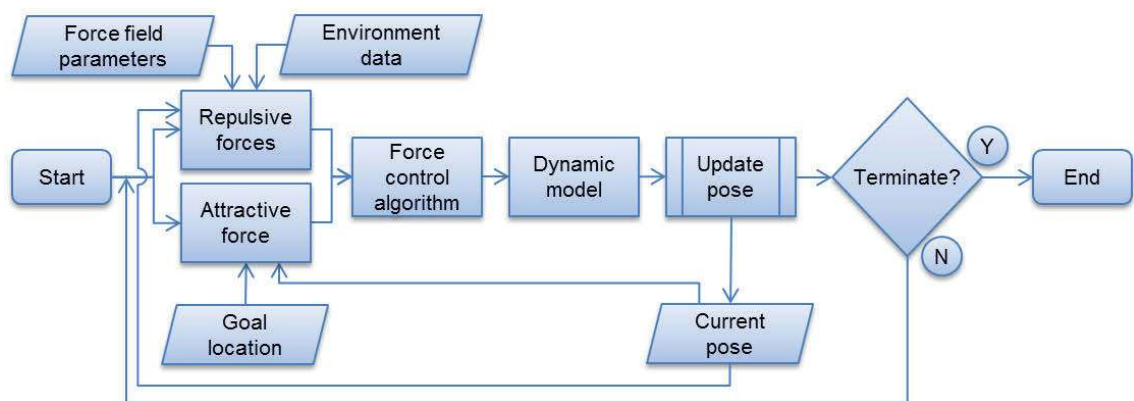 Force field
parameters
Environment
data
Repulsive
forces
Start
Attractive
force
Force
control
algorithm
Dynamic
model
Update
pose
Terminate?
Y
End
N
Goal
location
Current
pose